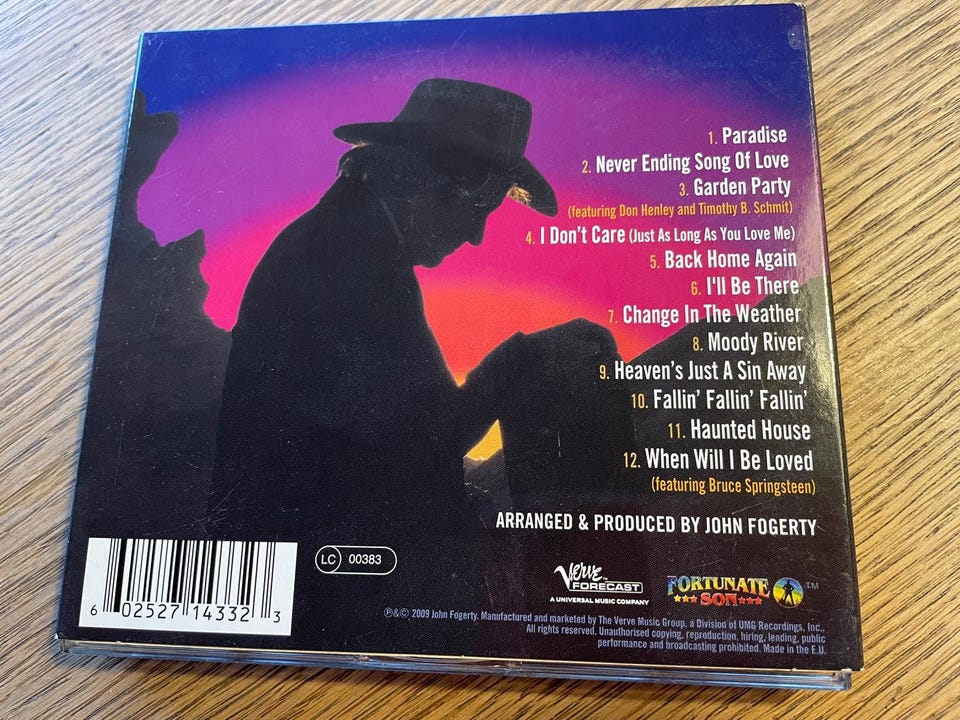 1. Paradise
2. Never Ending Song Of Love
3. Garden Party
(featuring Don Henley and Timothy B. Schmit)
4. I Don't Care (Just As Long As You Love Me)
5. Back Home Again
6. I'll Be There
7. Change In The Weather
8. Moody River
9. Heaven's Just A Sin Away
10. Fallin' Fallin' Fallin'
11. Haunted House
12. When Will I Be Loved
(featuring Bruce Springsteen)
ARRANGED & PRODUCED BY JOHN FOGERTY
LC 00383
6 02527 14332 3
Verve FORECAST
A UNIVERSAL MUSIC COMPANY
FORTUNATE SON TM
℗&© 2009 John Fogerty. Manufactured and marketed by The Verve Music Group, a Division of UMG Recordings, Inc.,
All rights reserved. Unauthorised copying, reproduction, hiring, lending, public
performance and broadcasting prohibited. Made in the E.U.